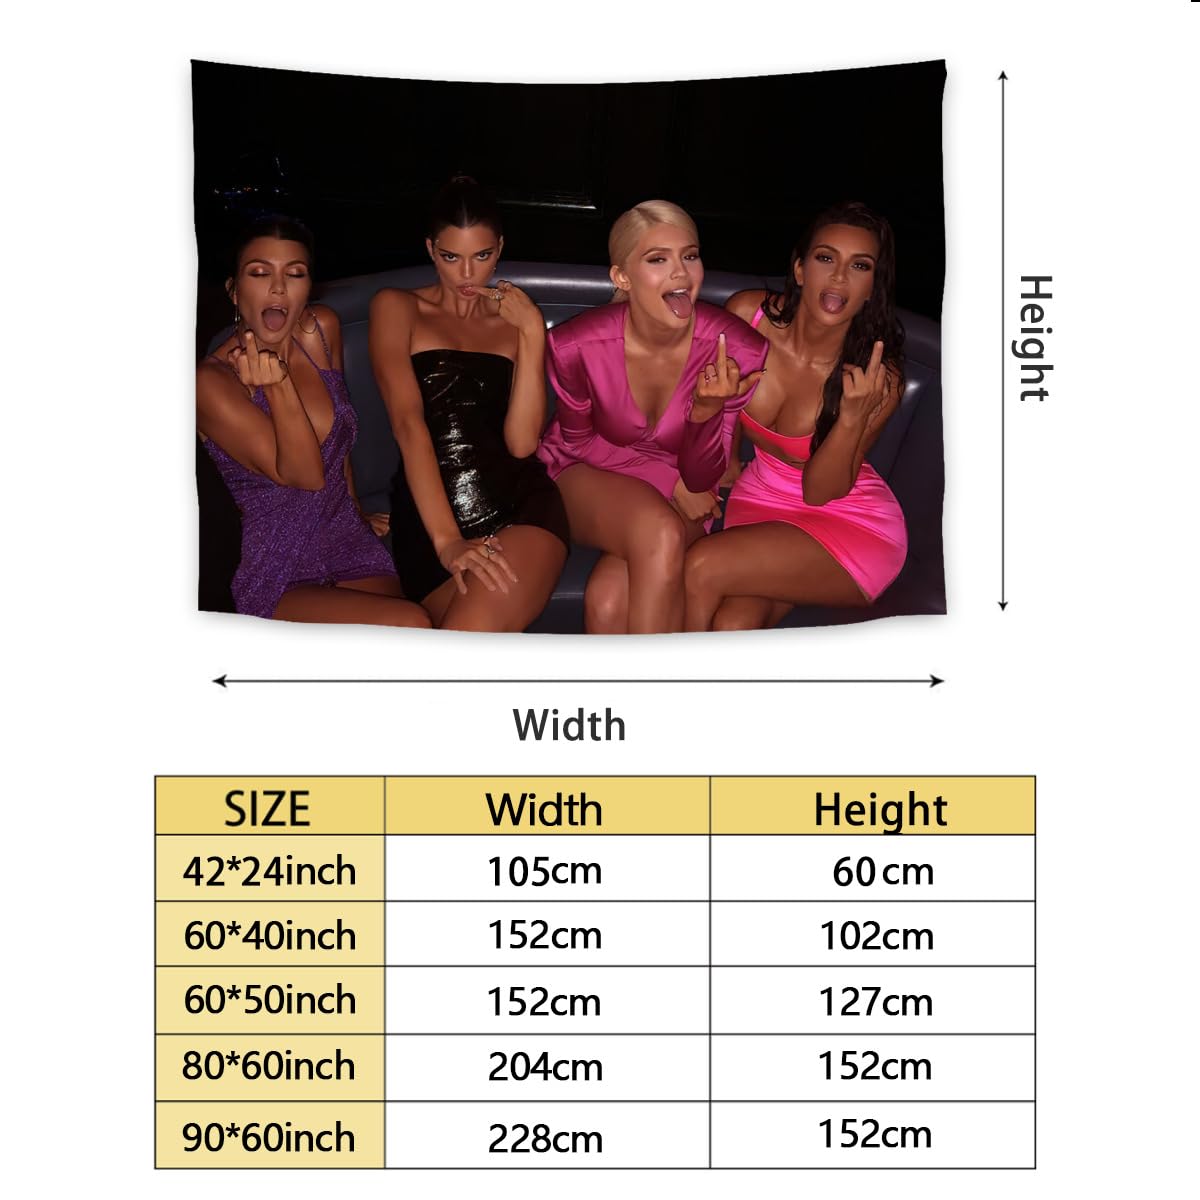 Height
Width
SIZE Width Height
42*24inch 105cm 60 cm
60*40inch 152cm 102cm
60*50inch 152cm 127cm
80*60inch 204cm 152cm
90*60inch 228cm 152cm